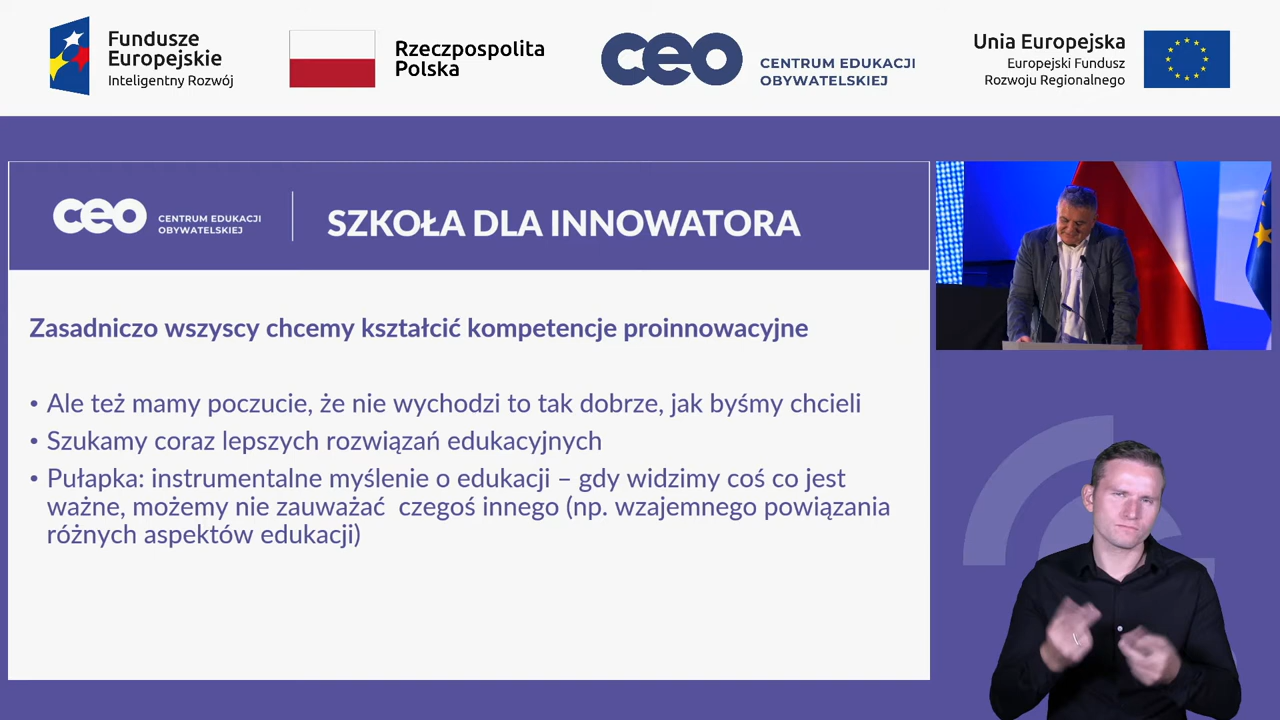 Fundusze
Europejskie
Inteligentny Rozwój
Rzeczpospolita
Polska
ceo
CENTRUM EDUKACJI
OBYWATELSKIEJ
Unia Europejska
Europejski Fundusz
Rozwoju Regionalnego
ceo
CENTRUM EDUKACJI
OBYWATELSKIEJ
SZKOŁA DLA INNOWATORA
Zasadniczo wszyscy chcemy kształcić kompetencje proinnowacyjne
• Ale też mamy poczucie, że nie wychodzi to tak dobrze, jak byśmy chcieli
• Szukamy coraz lepszych rozwiązań edukacyjnych
• Pułapka: instrumentalne myślenie o edukacji – gdy widzimy coś co jest
ważne, możemy nie zauważać czegoś innego (np. wzajemnego powiązania
różnych aspektów edukacji)